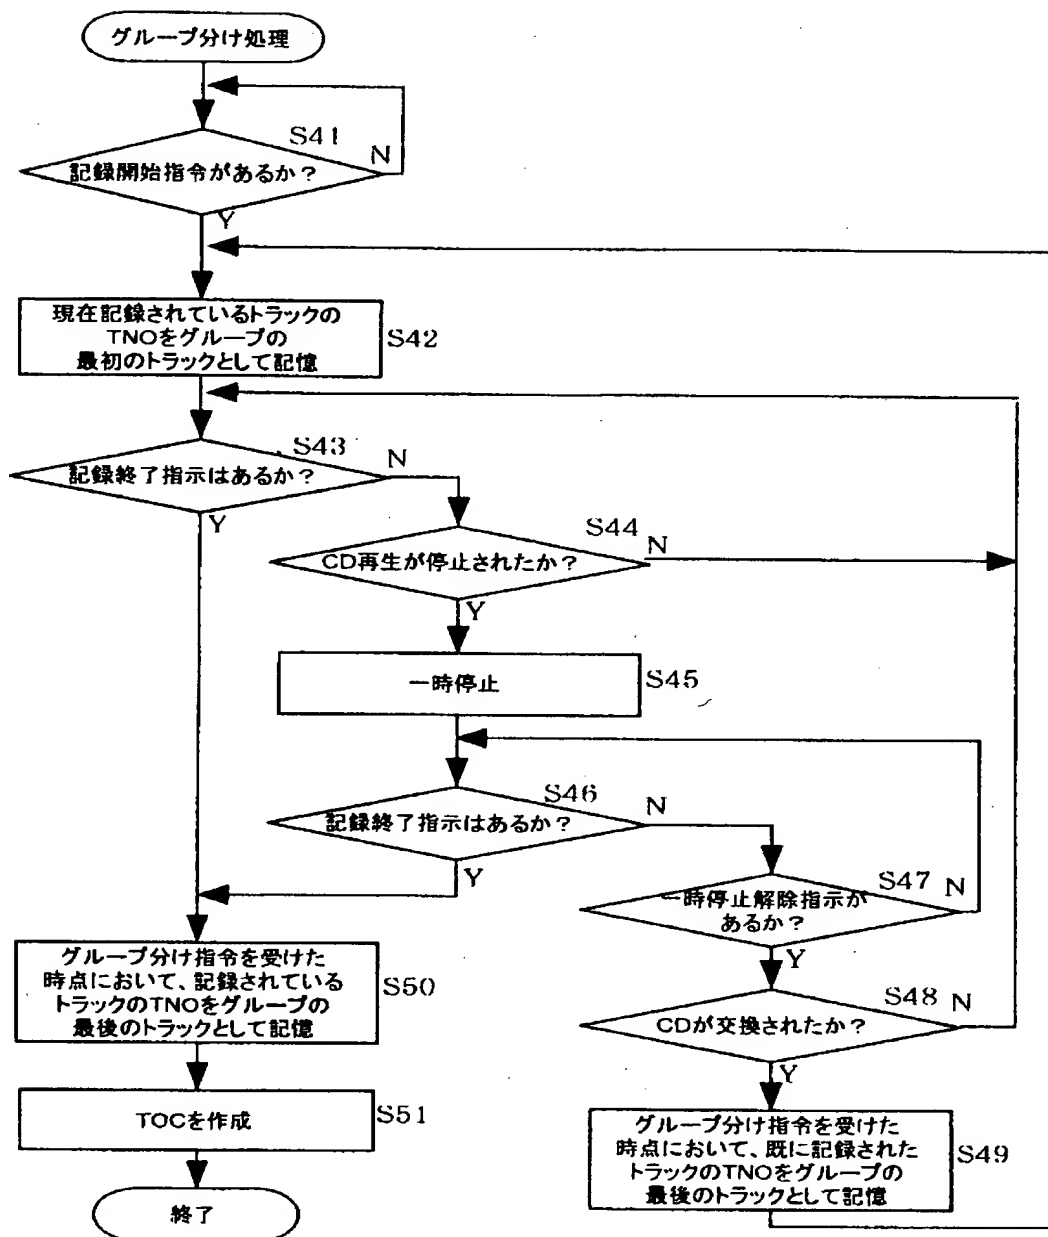 グループ分け処理
S41
記録開始指令があるか？
N
Y
現在記録されているトラックの
TNOをグループの
最初のトラックとして記憶
S42
S43
記録終了指示はあるか？
N
Y
S44
CD再生が停止されたか？
N
Y
一時停止
S45
S46
記録終了指示はあるか？
N
Y
S47
一時停止解除指示が
あるか？
N
Y
S48
CDが交換されたか？
N
Y
グループ分け指令を受けた
時点において、既に記録された
トラックのTNOをグループの
最後のトラックとして記憶
S49
グループ分け指令を受けた
時点において、記録されている
トラックのTNOをグループの
最後のトラックとして記憶
S50
TOCを作成
S51
終了